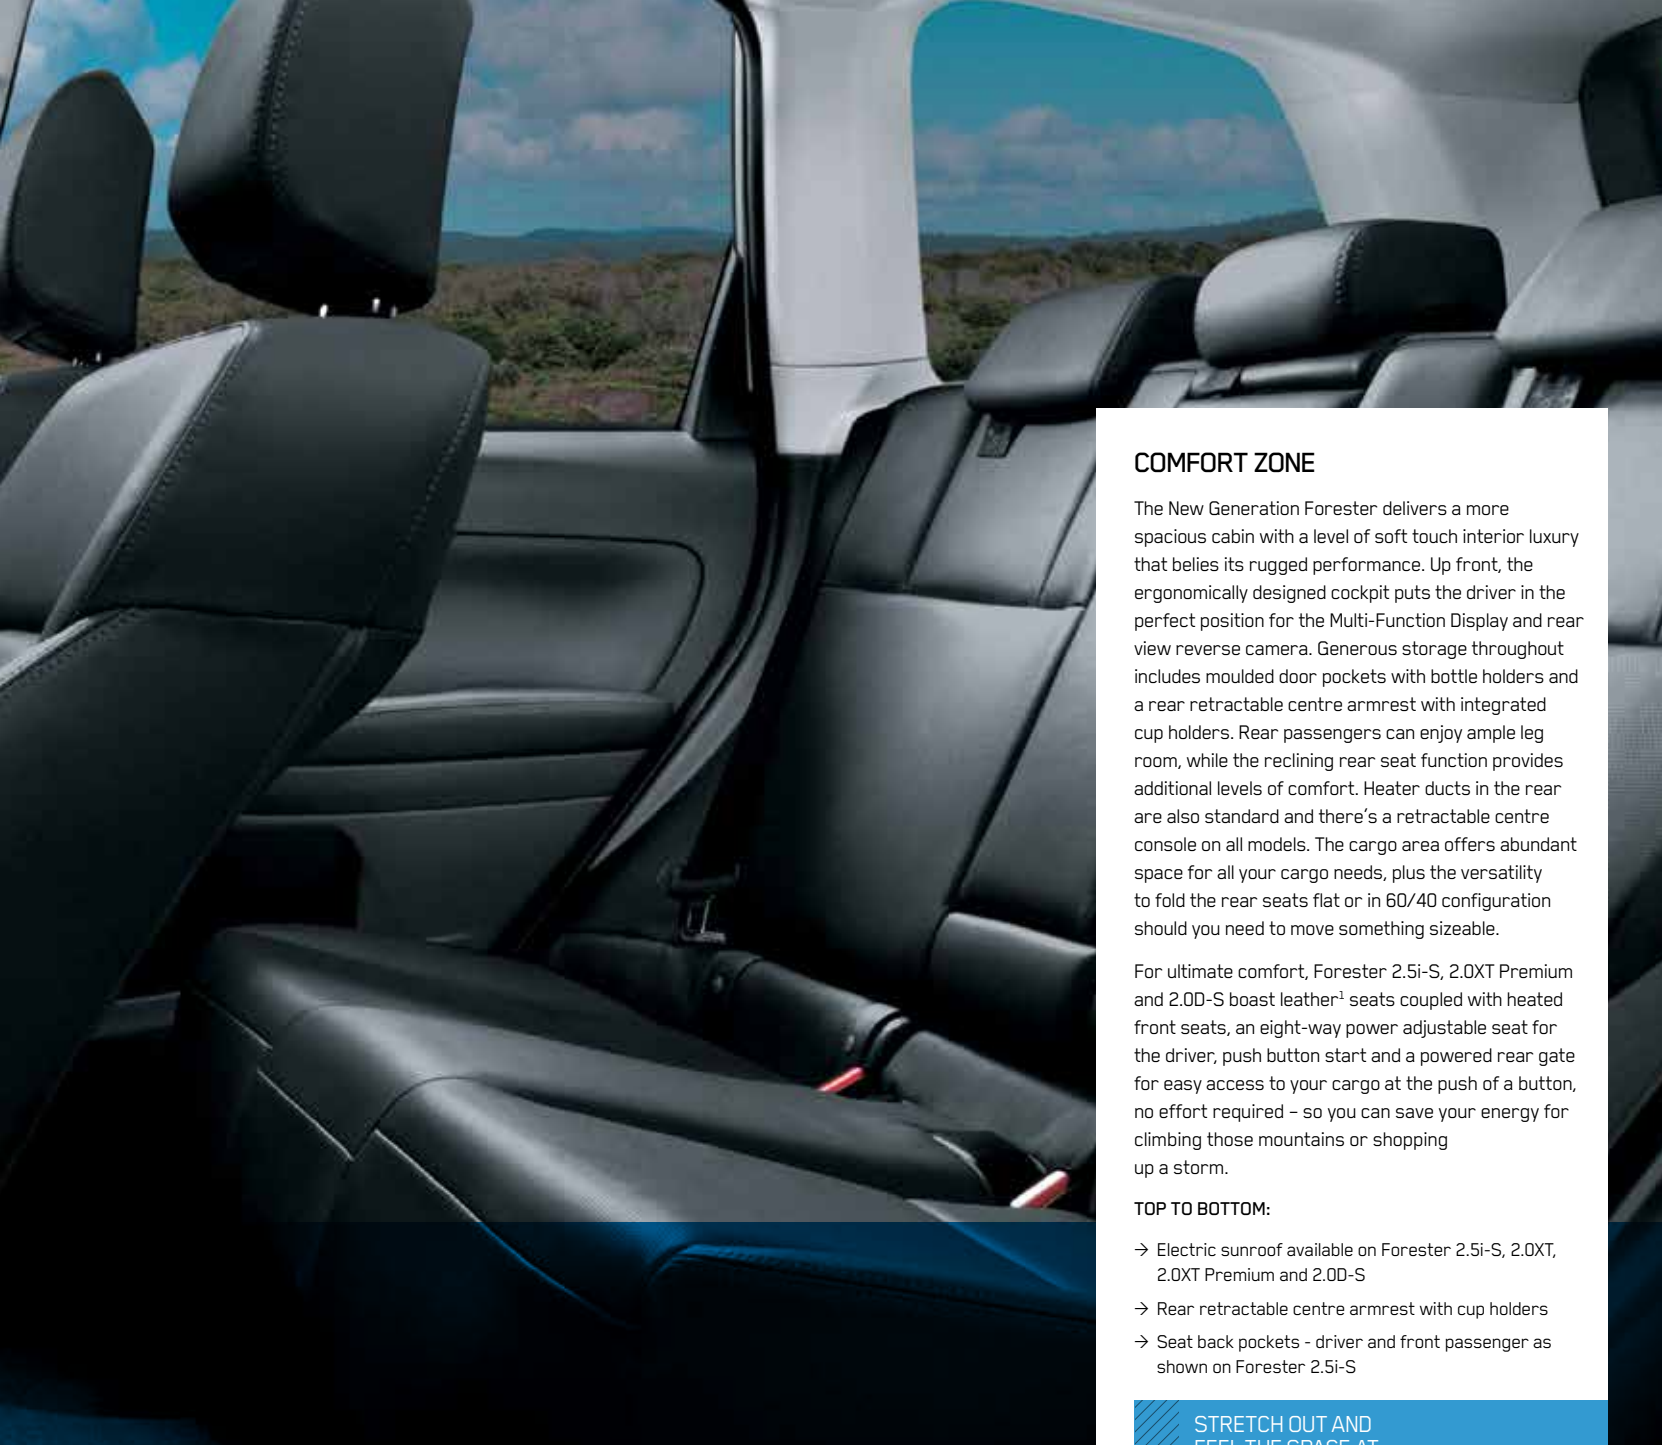 COMFORT ZONE
The New Generation Forester delivers a more
spacious cabin with a level of soft touch interior luxury
that belies its rugged performance. Up front, the
ergonomically designed cockpit puts the driver in the
perfect position for the Multi-Function Display and rear
view reverse camera. Generous storage throughout
includes moulded door pockets with bottle holders and
a rear retractable centre armrest with integrated
cup holders. Rear passengers can enjoy ample leg
room, while the reclining rear seat function provides
additional levels of comfort. Heater ducts in the rear
are also standard and there's a retractable centre
console on all models. The cargo area offers abundant
space for all your cargo needs, plus the versatility
to fold the rear seats flat or in 60/40 configuration
should you need to move something sizeable.
For ultimate comfort, Forester 2.5i-S, 2.0XT Premium
and 2.0D-S boast leather¹ seats coupled with heated
front seats, an eight-way power adjustable seat for
the driver, push button start and a powered rear gate
for easy access to your cargo at the push of a button,
no effort required – so you can save your energy for
climbing those mountains or shopping
up a storm.
TOP TO BOTTOM:
→ Electric sunroof available on Forester 2.5i-S, 2.0XT,
2.0XT Premium and 2.0D-S
→ Rear retractable centre armrest with cup holders
→ Seat back pockets - driver and front passenger as
shown on Forester 2.5i-S
STRETCH OUT AND
FEEL THE SPACE AT